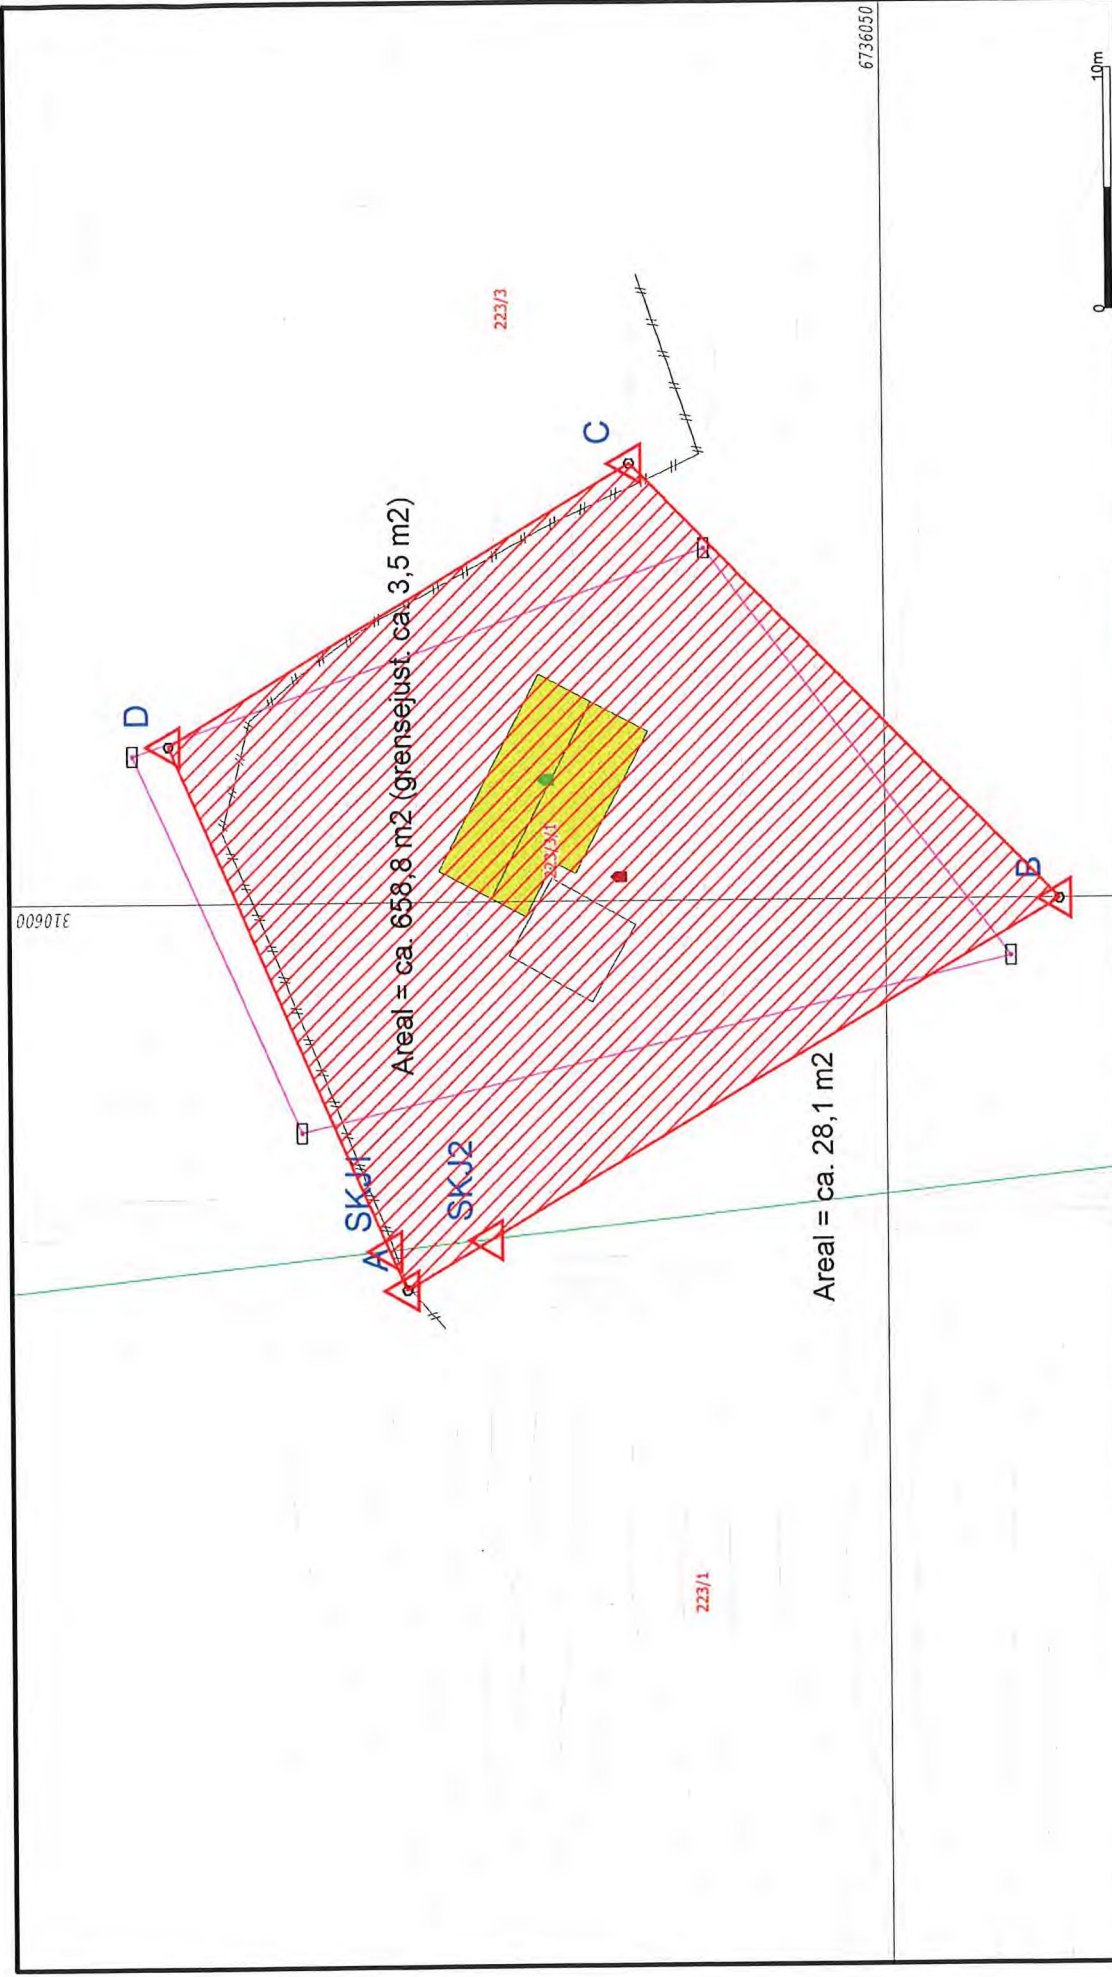 6736050
10m
0
223/3
C
D
Areal = ca. 658,8 m2 (grensejust. ca. 3,5 m2)
223/3/1
310600
B
SKJ1
SKJ2
A
Areal = ca. 28,1 m2
223/1